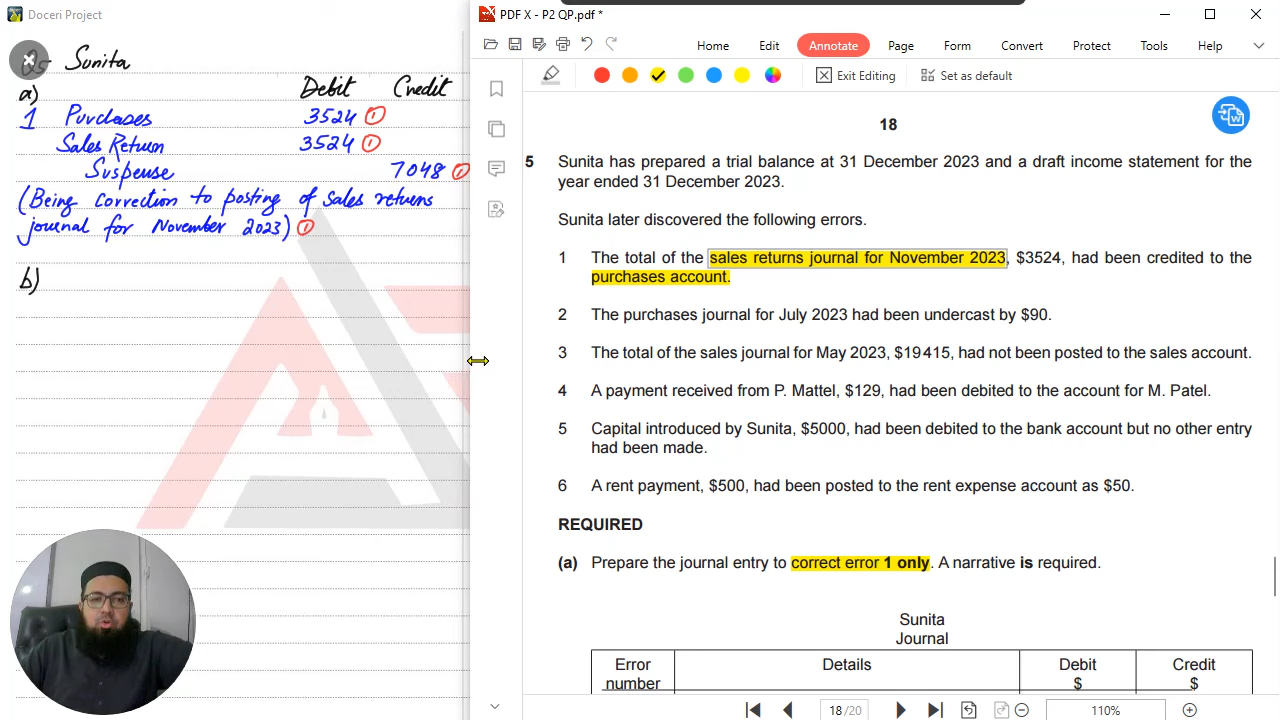 Doceri Project
Q5 Sunita
a)
Debit Credit
1 Purchases 3524 1
Sales Return 3524 1
Suspense 7048 1
(Being correction to posting of sales returns
journal for November 2023) 1
b)
PDF X - P2 QP.pdf *
Home Edit Annotate Page Form Convert Protect Tools Help
Exit Editing Set as default
18
5 Sunita has prepared a trial balance at 31 December 2023 and a draft income statement for the
year ended 31 December 2023.
Sunita later discovered the following errors.
1 The total of the sales returns journal for November 2023, $3524, had been credited to the
purchases account.
2 The purchases journal for July 2023 had been undercast by $90.
3 The total of the sales journal for May 2023, $19415, had not been posted to the sales account.
4 A payment received from P. Mattel, $129, had been debited to the account for M. Patel.
5 Capital introduced by Sunita, $5000, had been debited to the bank account but no other entry
had been made.
6 A rent payment, $500, had been posted to the rent expense account as $50.
REQUIRED
(a) Prepare the journal entry to correct error 1 only. A narrative is required.
Sunita
Journal
Error Details Debit Credit
number $ $
18 /20 110%